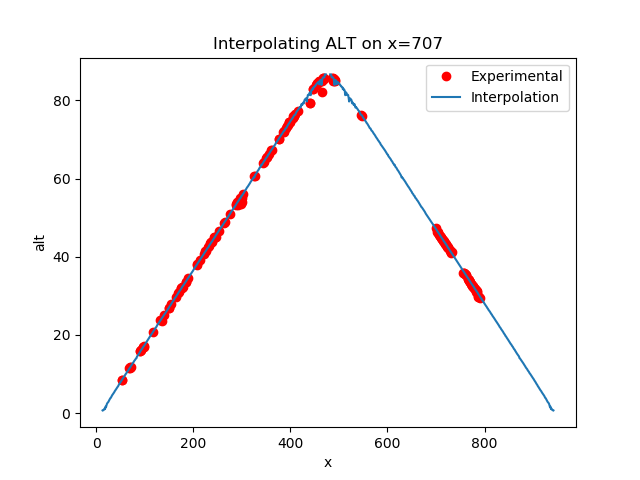 Interpolating ALT on x=707
Experimental
Interpolation
80
60
40
20
0
alt
0 200 400 600 800
x